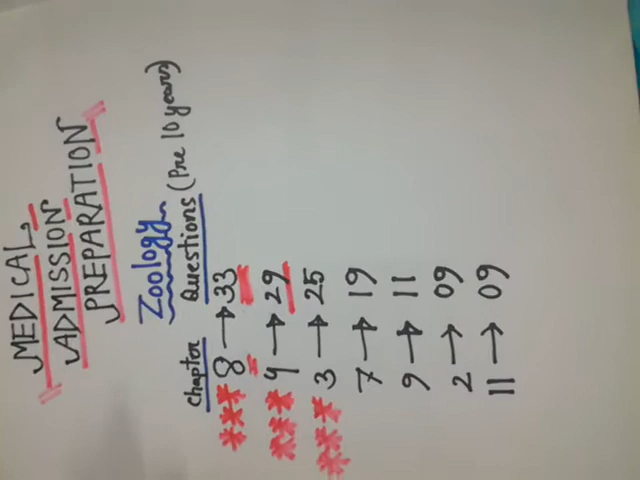 MEDICAL
ADMISSION
PREPARATION
Zoology
Chapter Questions (Pre 10 years)
*** 8 → 33
*** 4 → 29
*** 3 → 25
7 → 19
9 → 11
2 → 09
11 → 09